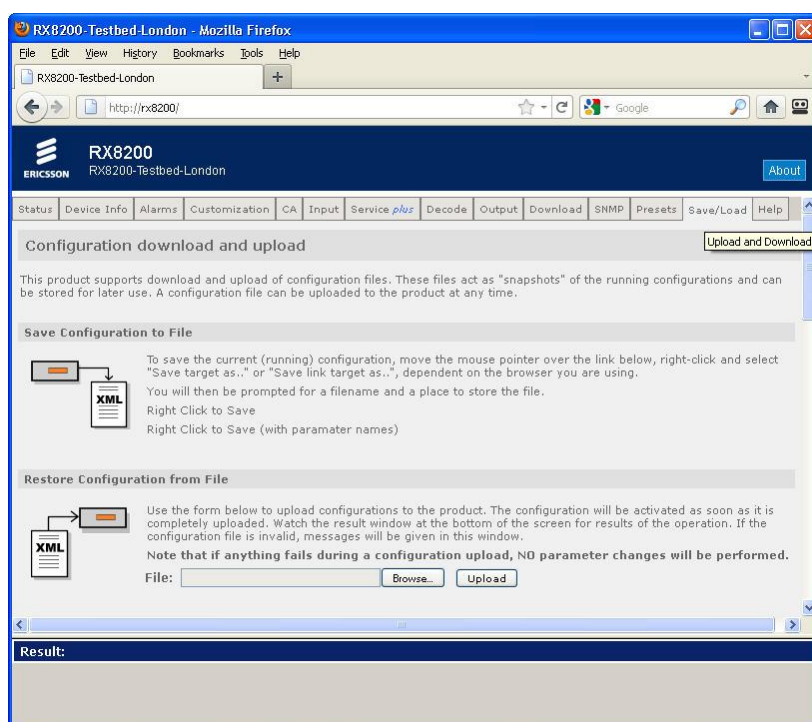 RX8200-Testbed-London - Mozilla Firefox
File Edit View History Bookmarks Tools Help
RX8200-Testbed-London
http://rx8200/
Google
ERICSSON
RX8200
RX8200-Testbed-London
About
Status Device Info Alarms Customization CA Input Service plus Decode Output Download SNMP Presets Save/Load Help
Configuration download and upload
Upload and Download
This product supports download and upload of configuration files. These files act as "snapshots" of the running configurations and can
be stored for later use. A configuration file can be uploaded to the product at any time.
Save Configuration to File
XML
To save the current (running) configuration, move the mouse pointer over the link below, right-click and select
"Save target as.." or "Save link target as..", dependent on the browser you are using.
You will then be prompted for a filename and a place to store the file.
Right Click to Save
Right Click to Save (with paramater names)
Restore Configuration from File
XML
Use the form below to upload configurations to the product. The configuration will be activated as soon as it is
completely uploaded. Watch the result window at the bottom of the screen for results of the operation. If the
configuration file is invalid, messages will be given in this window.
Note that if anything fails during a configuration upload, NO parameter changes will be performed.
File: Browse... Upload
Result: